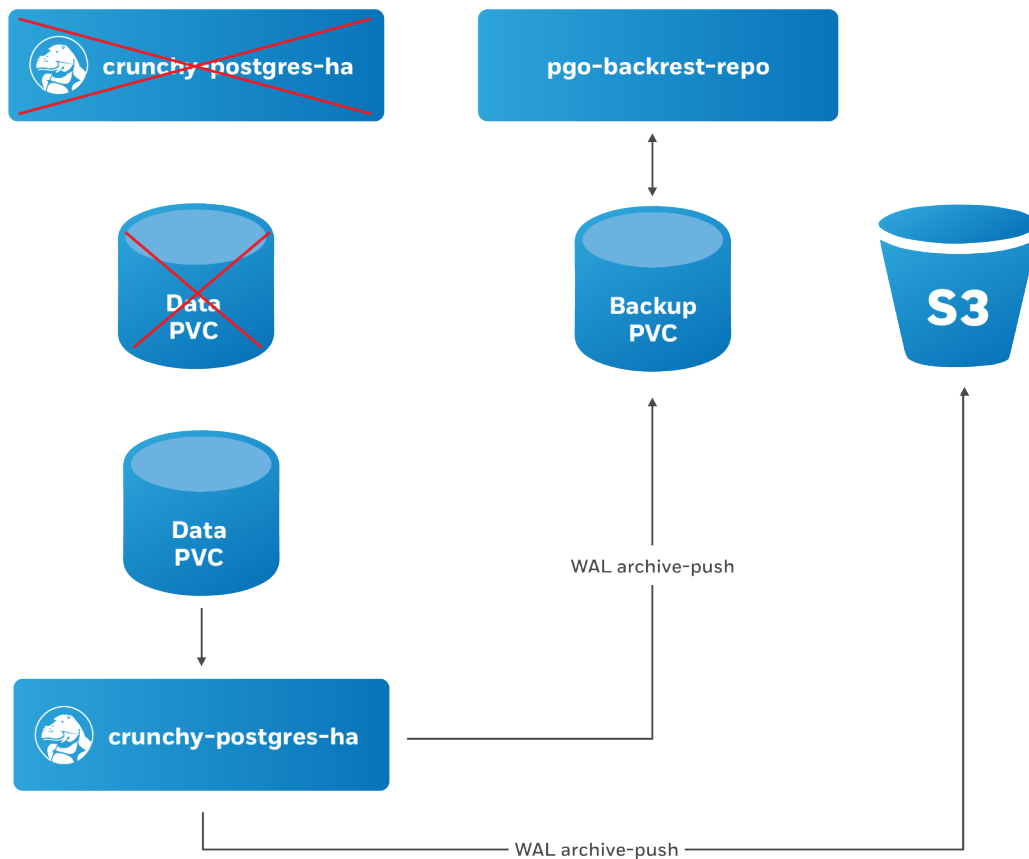 crunchy-postgres-ha
pgo-backrest-repo
Data
PVC
Backup
PVC
S3
Data
PVC
WAL archive-push
crunchy-postgres-ha
WAL archive-push